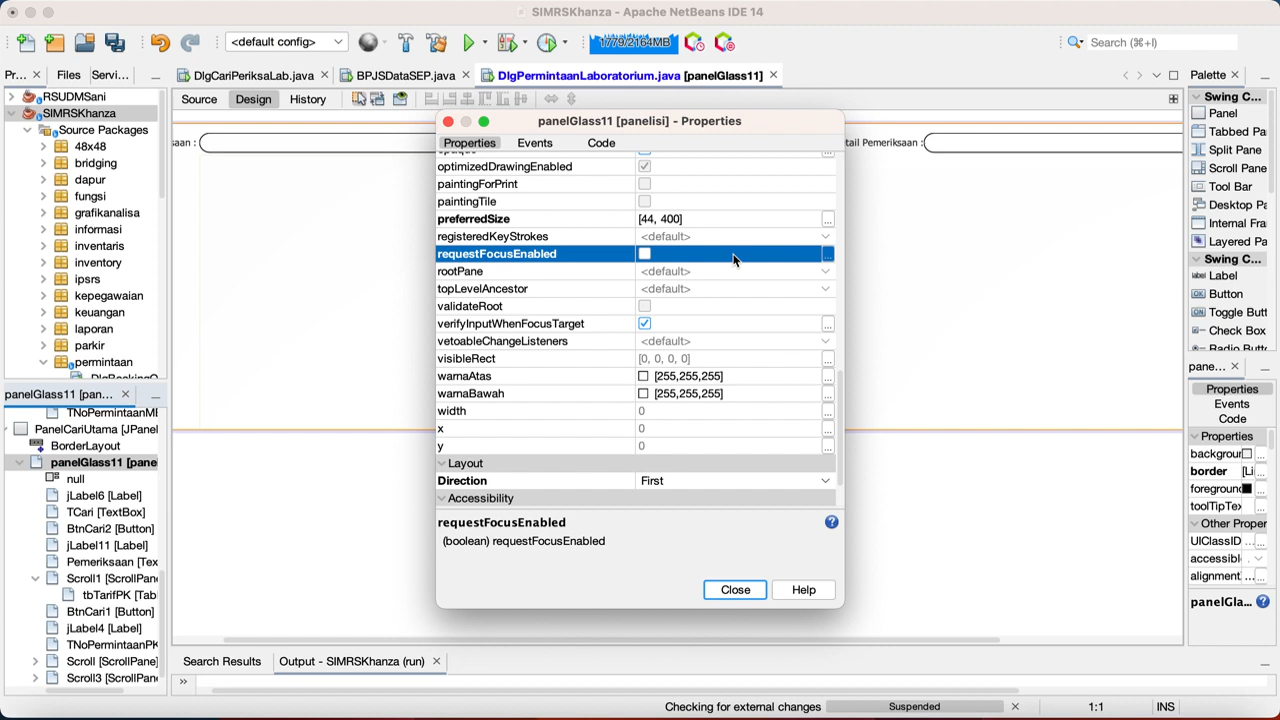 SIMRSKhanza - Apache NetBeans IDE 14
<default config>
1779/2164MB
Search (⌘+I)
Pr...
Files
Servi...
DlgCariPeriksaLab.java
BPJSDataSEP.java
DlgPermintaanLaboratorium.java [panelGlass11]
Palette
Source
Design
History
RSUDMSani
SIMRSKhanza
Source Packages
48x48
bridging
dapur
fungsi
grafikanalisa
informasi
inventaris
inventory
ipsrs
kepegawaian
keuangan
laporan
parkir
permintaan
saan :
tail Pemeriksaan :
panelGlass11 [panelisi] - Properties
Properties
Events
Code
optimizedDrawingEnabled
paintingForPrint
paintingTile
preferredSize [44, 400] ...
registeredKeyStrokes <default>
requestFocusEnabled ...
rootPane <default>
topLevelAncestor <default>
validateRoot
verifyInputWhenFocusTarget ...
vetoableChangeListeners <default>
visibleRect [0, 0, 0, 0] ...
warnaAtas [255,255,255] ...
warnaBawah [255,255,255] ...
width 0 ...
x 0 ...
y 0 ...
Layout
Direction First
Accessibility
requestFocusEnabled
(boolean) requestFocusEnabled
Close
Help
Swing C...
Panel
Tabbed Pa
Split Pane
Scroll Pane
Tool Bar
Desktop Pa
Internal Fra
Layered Pa
Swing C...
Label
Button
Toggle Butt
Check Box
pane...
Properties
Events
Code
Properties
backgroun ...
border [Li ...
foreground ...
toolTipTex ...
Other Proper
UIClassID ...
accessibl
alignment ...
panelGla...
panelGlass11 [pan...
TNoPermintaanME
PanelCariUtama [JPanel
BorderLayout
panelGlass11 [pane
null
jLabel6 [Label]
TCari [TextBox]
BtnCari2 [Button]
jLabel11 [Label]
Pemeriksaan [Tex
Scroll1 [ScrollPan
tbTarifPK [Tab
BtnCari1 [Button]
jLabel4 [Label]
TNoPermintaanPK
Scroll [ScrollPane]
Scroll3 [ScrollPan
Search Results
Output - SIMRSKhanza (run)
Checking for external changes
Suspended
1:1
INS